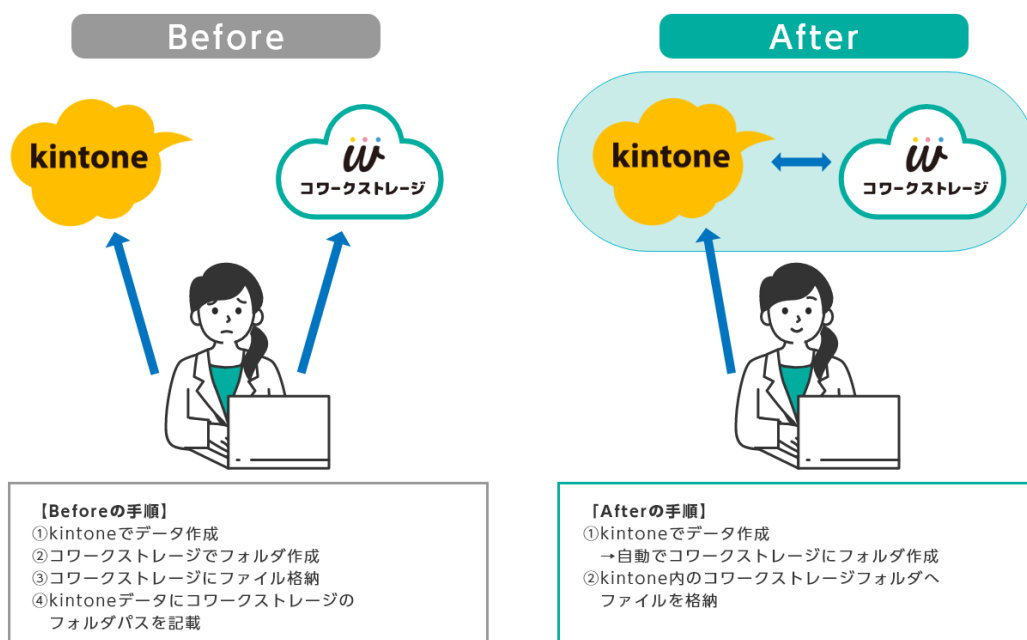 Before
kintone
コワークストレージ
【Beforeの手順】
①kintoneでデータ作成
②コワークストレージでフォルダ作成
③コワークストレージにファイル格納
④kintoneデータにコワークストレージの
フォルダパスを記載
After
kintone
コワークストレージ
「Afterの手順】
①kintoneでデータ作成
→自動でコワークストレージにフォルダ作成
②kintone内のコワークストレージフォルダへ
ファイルを格納